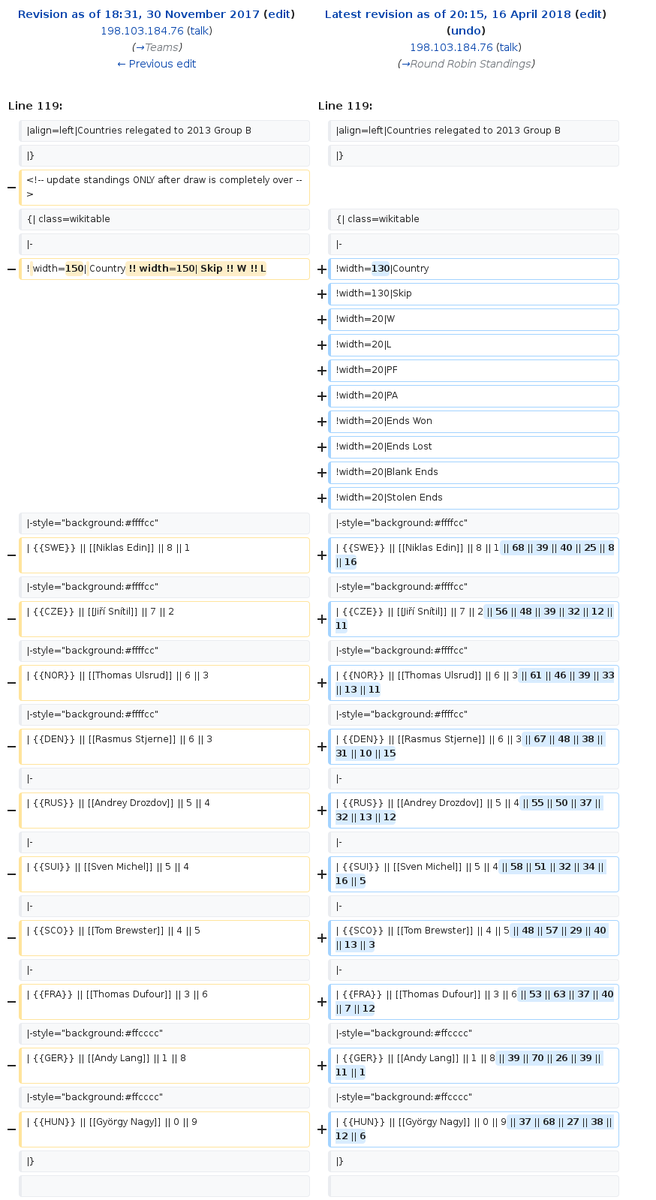 Revision as of 18:31, 30 November 2017 (edit)
198.103.184.76 (talk)
(→Teams)
← Previous edit
Latest revision as of 20:15, 16 April 2018 (edit)
(undo)
198.103.184.76 (talk)
(→Round Robin Standings)
Line 119:
Line 119:
|align=left|Countries relegated to 2013 Group B
|align=left|Countries relegated to 2013 Group B
|}
|}
− <!-- update standings ONLY after draw is completely over --
>
{| class=wikitable
{| class=wikitable
|-
|-
− ! width=150| Country !! width=150| Skip !! W !! L
+ !width=130|Country
+ !width=130|Skip
+ !width=20|W
+ !width=20|L
+ !width=20|PF
+ !width=20|PA
+ !width=20|Ends Won
+ !width=20|Ends Lost
+ !width=20|Blank Ends
+ !width=20|Stolen Ends
|-style="background:#ffffcc"
|-style="background:#ffffcc"
− | {{SWE}} || [[Niklas Edin]] || 8 || 1
+ | {{SWE}} || [[Niklas Edin]] || 8 || 1 || 68 || 39 || 40 || 25 || 8
|| 16
|-style="background:#ffffcc"
|-style="background:#ffffcc"
− | {{CZE}} || [[Jiří Snítil]] || 7 || 2
+ | {{CZE}} || [[Jiří Snítil]] || 7 || 2 || 56 || 48 || 39 || 32 || 12 ||
11
|-style="background:#ffffcc"
|-style="background:#ffffcc"
− | {{NOR}} || [[Thomas Ulsrud]] || 6 || 3
+ | {{NOR}} || [[Thomas Ulsrud]] || 6 || 3 || 61 || 46 || 39 || 33
|| 13 || 11
|-style="background:#ffffcc"
|-style="background:#ffffcc"
− | {{DEN}} || [[Rasmus Stjerne]] || 6 || 3
+ | {{DEN}} || [[Rasmus Stjerne]] || 6 || 3 || 67 || 48 || 38 ||
31 || 10 || 15
|-
|-
− | {{RUS}} || [[Andrey Drozdov]] || 5 || 4
+ | {{RUS}} || [[Andrey Drozdov]] || 5 || 4 || 55 || 50 || 37 ||
32 || 13 || 12
|-
|-
− | {{SUI}} || [[Sven Michel]] || 5 || 4
+ | {{SUI}} || [[Sven Michel]] || 5 || 4 || 58 || 51 || 32 || 34 ||
16 || 5
|-
|-
− | {{SCO}} || [[Tom Brewster]] || 4 || 5
+ | {{SCO}} || [[Tom Brewster]] || 4 || 5 || 48 || 57 || 29 || 40
|| 13 || 3
|-
|-
− | {{FRA}} || [[Thomas Dufour]] || 3 || 6
+ | {{FRA}} || [[Thomas Dufour]] || 3 || 6 || 53 || 63 || 37 || 40
|| 7 || 12
|-style="background:#ffcccc"
|-style="background:#ffcccc"
− | {{GER}} || [[Andy Lang]] || 1 || 8
+ | {{GER}} || [[Andy Lang]] || 1 || 8 || 39 || 70 || 26 || 39 ||
11 || 1
|-style="background:#ffcccc"
|-style="background:#ffcccc"
− | {{HUN}} || [[György Nagy]] || 0 || 9
+ | {{HUN}} || [[György Nagy]] || 0 || 9 || 37 || 68 || 27 || 38 ||
12 || 6
|}
|}